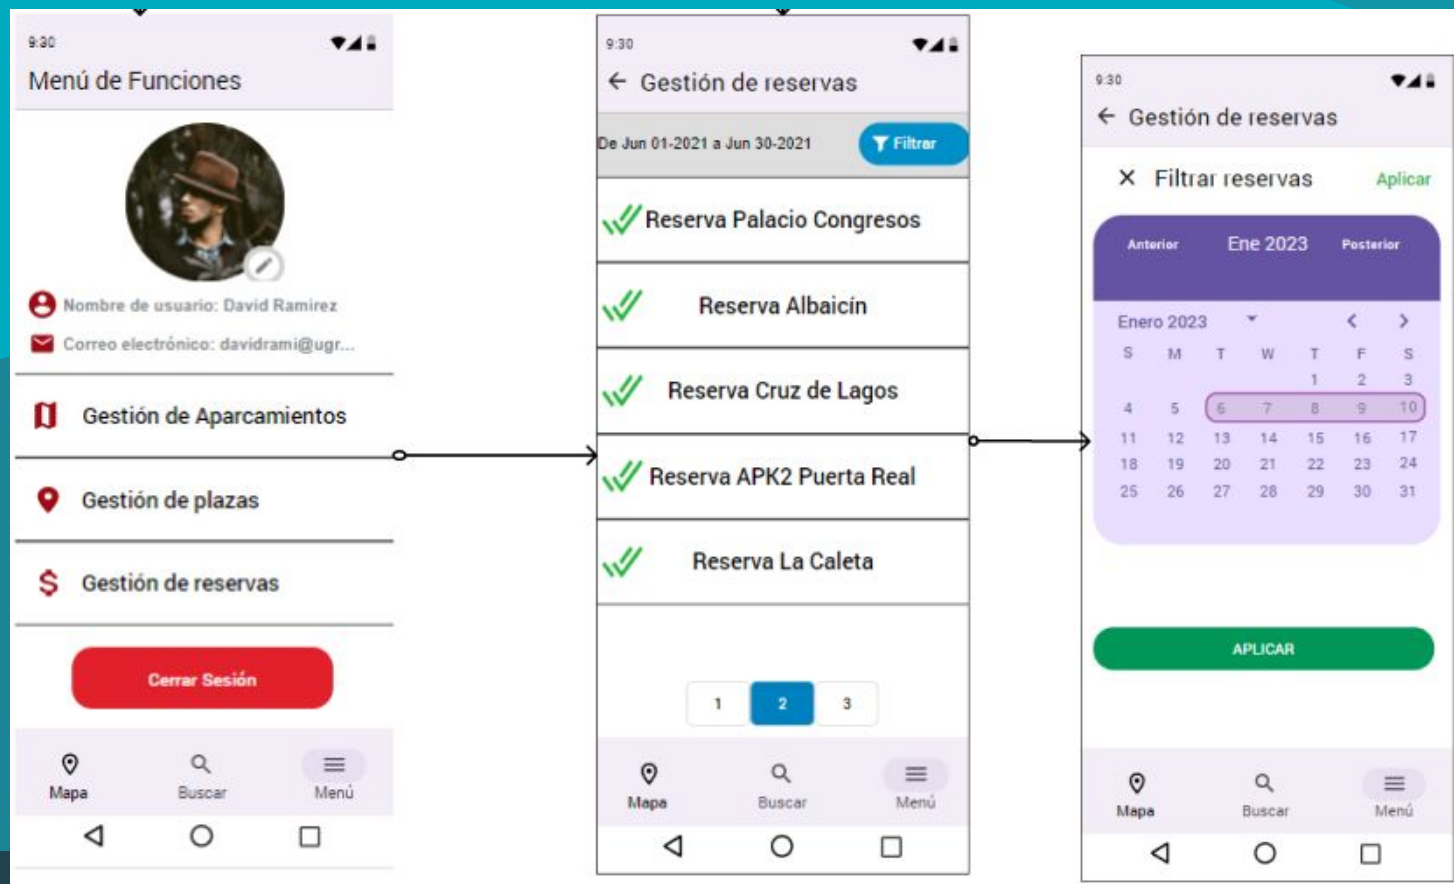 9:30
Menú de Funciones
Nombre de usuario: David Ramirez
Correo electrónico: davidrami@ugr...
Gestión de Aparcamientos
Gestión de plazas
Gestión de reservas
Cerrar Sesión
Mapa Buscar Menú
9:30
Gestión de reservas
De Jun 01-2021 a Jun 30-2021 Filtrar
Reserva Palacio Congresos
Reserva Albaicín
Reserva Cruz de Lagos
Reserva APK2 Puerta Real
Reserva La Caleta
1 2 3
Mapa Buscar Menú
9:30
Gestión de reservas
Filtrar reservas Aplicar
Anterior Ene 2023 Posterior
Enero 2023
S M T W T F S
1 2 3
4 5 6 7 8 9 10
11 12 13 14 15 16 17
18 19 20 21 22 23 24
25 26 27 28 29 30 31
APLICAR
Mapa Buscar Menú